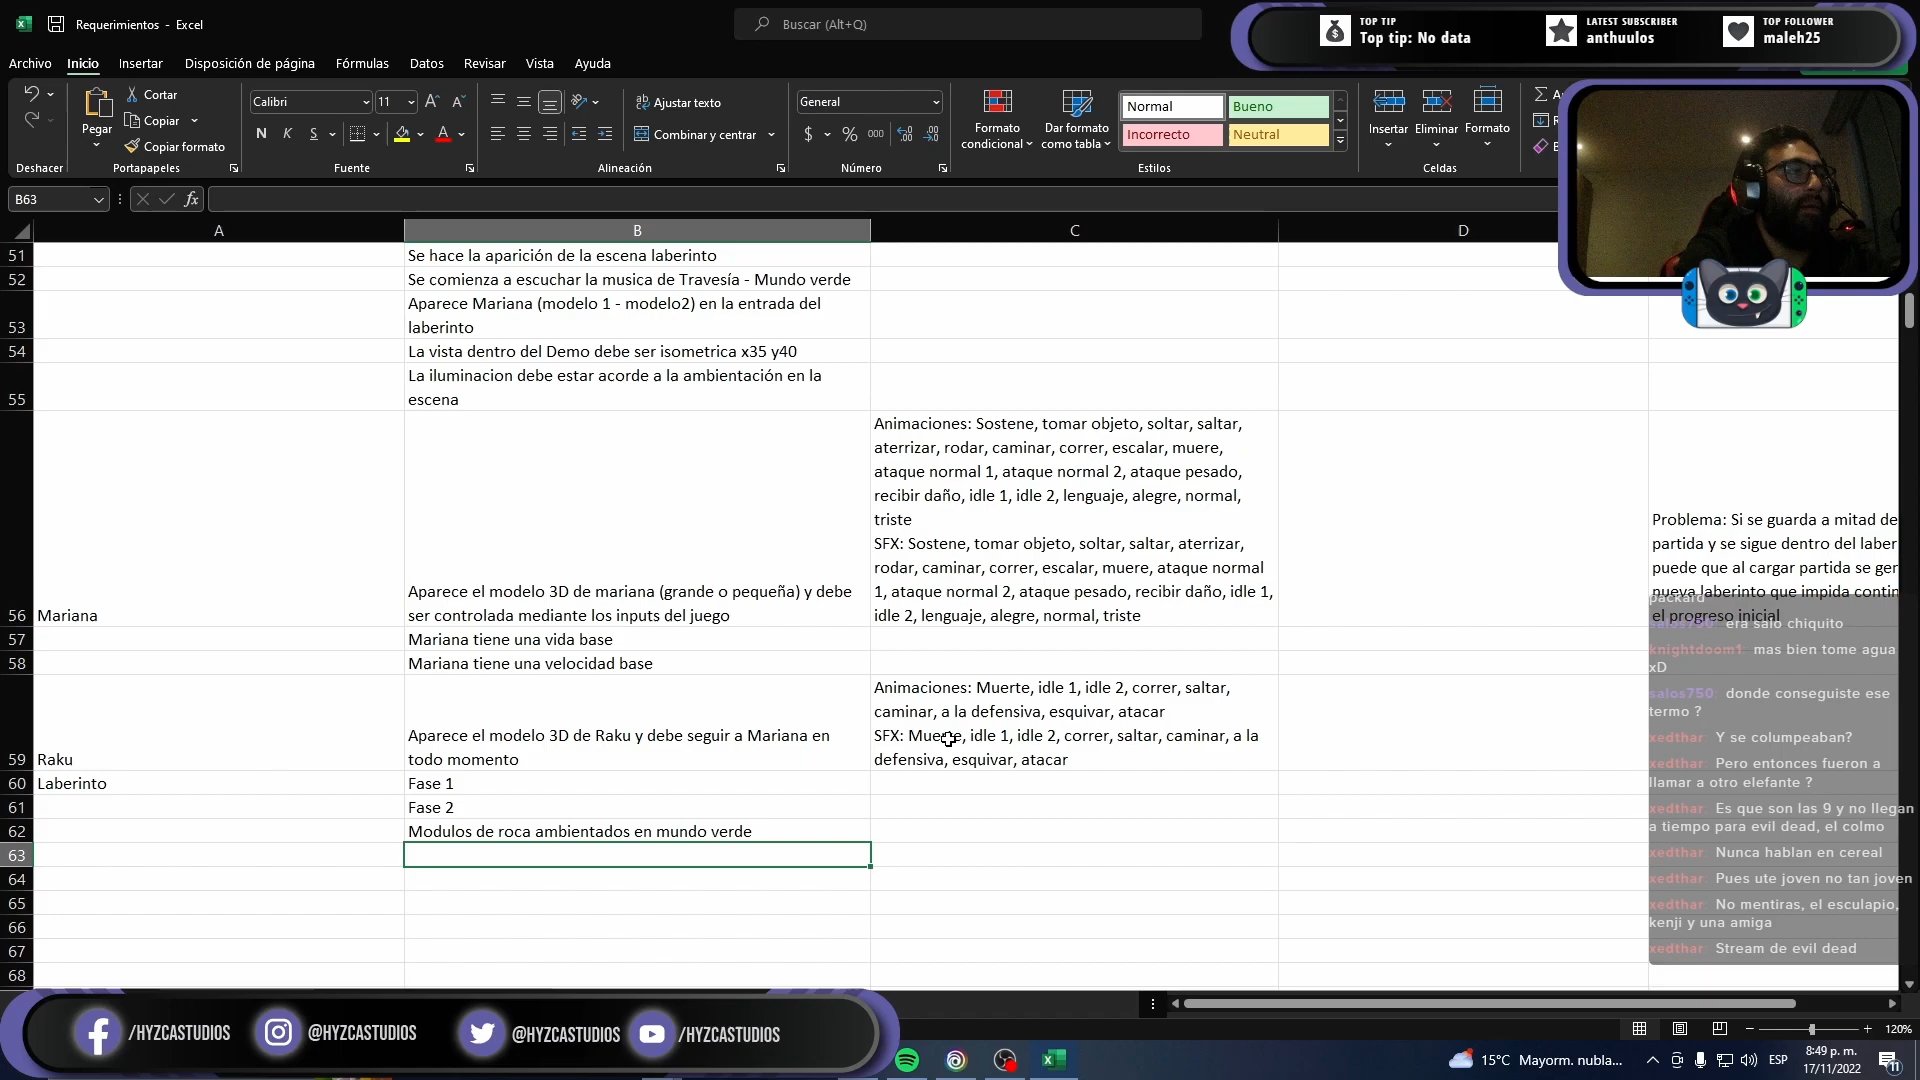 Requerimientos - Excel
Buscar (Alt+Q)
TOP TIP
Top tip: No data
LATEST SUBSCRIBER
anthuulos
TOP FOLLOWER
maleh25
Archivo
Inicio
Insertar
Disposición de página
Fórmulas
Datos
Revisar
Vista
Ayuda
Pegar
Cortar
Copiar
Copiar formato
Calibri
11
N K S
Ajustar texto
Combinar y centrar
General
$ % 000
Formato condicional
Dar formato como tabla
Normal
Bueno
Incorrecto
Neutral
Insertar
Eliminar
Formato
Deshacer
Portapapeles
Fuente
Alineación
Número
Estilos
Celdas
B63
fx
A B C D
51 Se hace la aparición de la escena laberinto
52 Se comienza a escuchar la musica de Travesía - Mundo verde
Aparece Mariana (modelo 1 - modelo2) en la entrada del
53 laberinto
54 La vista dentro del Demo debe ser isometrica x35 y40
La iluminacion debe estar acorde a la ambientación en la
55 escena
Animaciones: Sostene, tomar objeto, soltar, saltar,
aterrizar, rodar, caminar, correr, escalar, muere,
ataque normal 1, ataque normal 2, ataque pesado,
recibir daño, idle 1, idle 2, lenguaje, alegre, normal,
triste
SFX: Sostene, tomar objeto, soltar, saltar, aterrizar,
rodar, caminar, correr, escalar, muere, ataque normal
1, ataque normal 2, ataque pesado, recibir daño, idle 1,
idle 2, lenguaje, alegre, normal, triste
Problema: Si se guarda a mitad de
partida y se sigue dentro del laber
puede que al cargar partida se ger
nueva laberinto que impida contin
el progreso inicial
Aparece el modelo 3D de mariana (grande o pequeña) y debe
56 Mariana ser controlada mediante los inputs del juego
57 Mariana tiene una vida base
58 Mariana tiene una velocidad base
Animaciones: Muerte, idle 1, idle 2, correr, saltar,
caminar, a la defensiva, esquivar, atacar
SFX: Muerte, idle 1, idle 2, correr, saltar, caminar, a la
defensiva, esquivar, atacar
Aparece el modelo 3D de Raku y debe seguir a Mariana en
59 Raku todo momento
60 Laberinto Fase 1
61 Fase 2
62 Modulos de roca ambientados en mundo verde
63
64
65
66
67
68
packard
salos750: era salo chiquito
knightdoom1: mas bien tome agua
xD
salos750: donde conseguiste ese
termo ?
xedthar: Y se columpeaban?
xedthar: Pero entonces fueron a
llamar a otro elefante ?
xedthar: Es que son las 9 y no llegan
a tiempo para evil dead, el colmo
xedthar: Nunca hablan en cereal
xedthar: Pues ute joven no tan joven
xedthar: No mentiras, el esculapio,
kenji y una amiga
xedthar: Stream de evil dead
/HYZCASTUDIOS
@HYZCASTUDIOS
@HYZCASTUDIOS
/HYZCASTUDIOS
120%
15°C Mayorm. nubla...
ESP
8:49 p. m.
17/11/2022
11